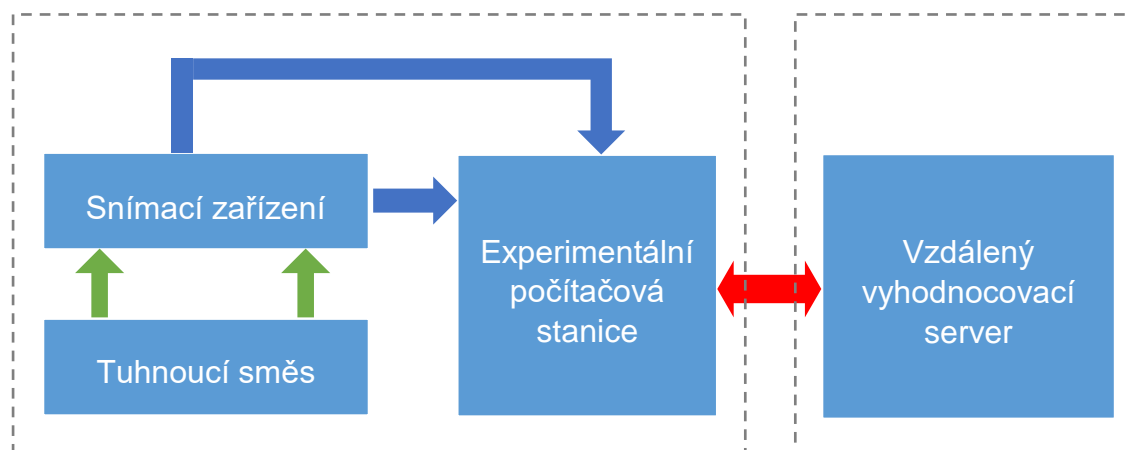 Snímací zařízení
Experimentální
počítačová
stanice
Vzdálený
vyhodnocovací
server
Tuhnoucí směs